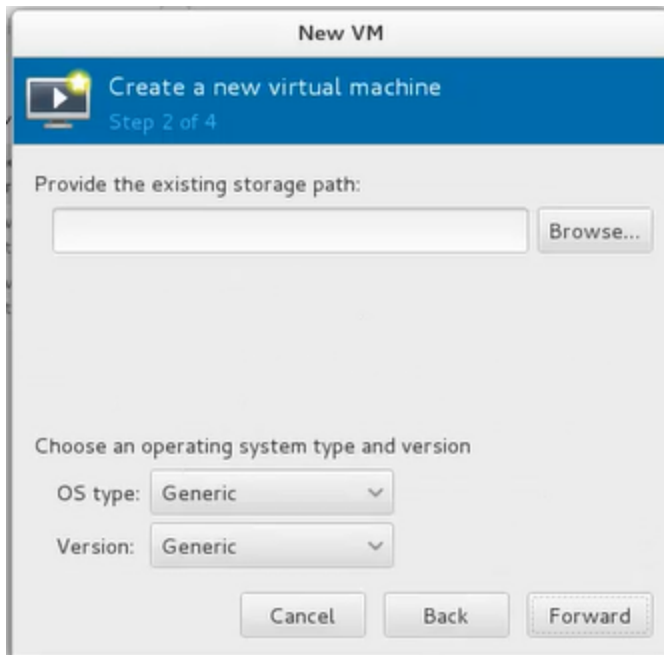 New VM
Create a new virtual machine
Step 2 of 4
Provide the existing storage path:
Browse...
Choose an operating system type and version
OS type: Generic
Version: Generic
Cancel Back Forward